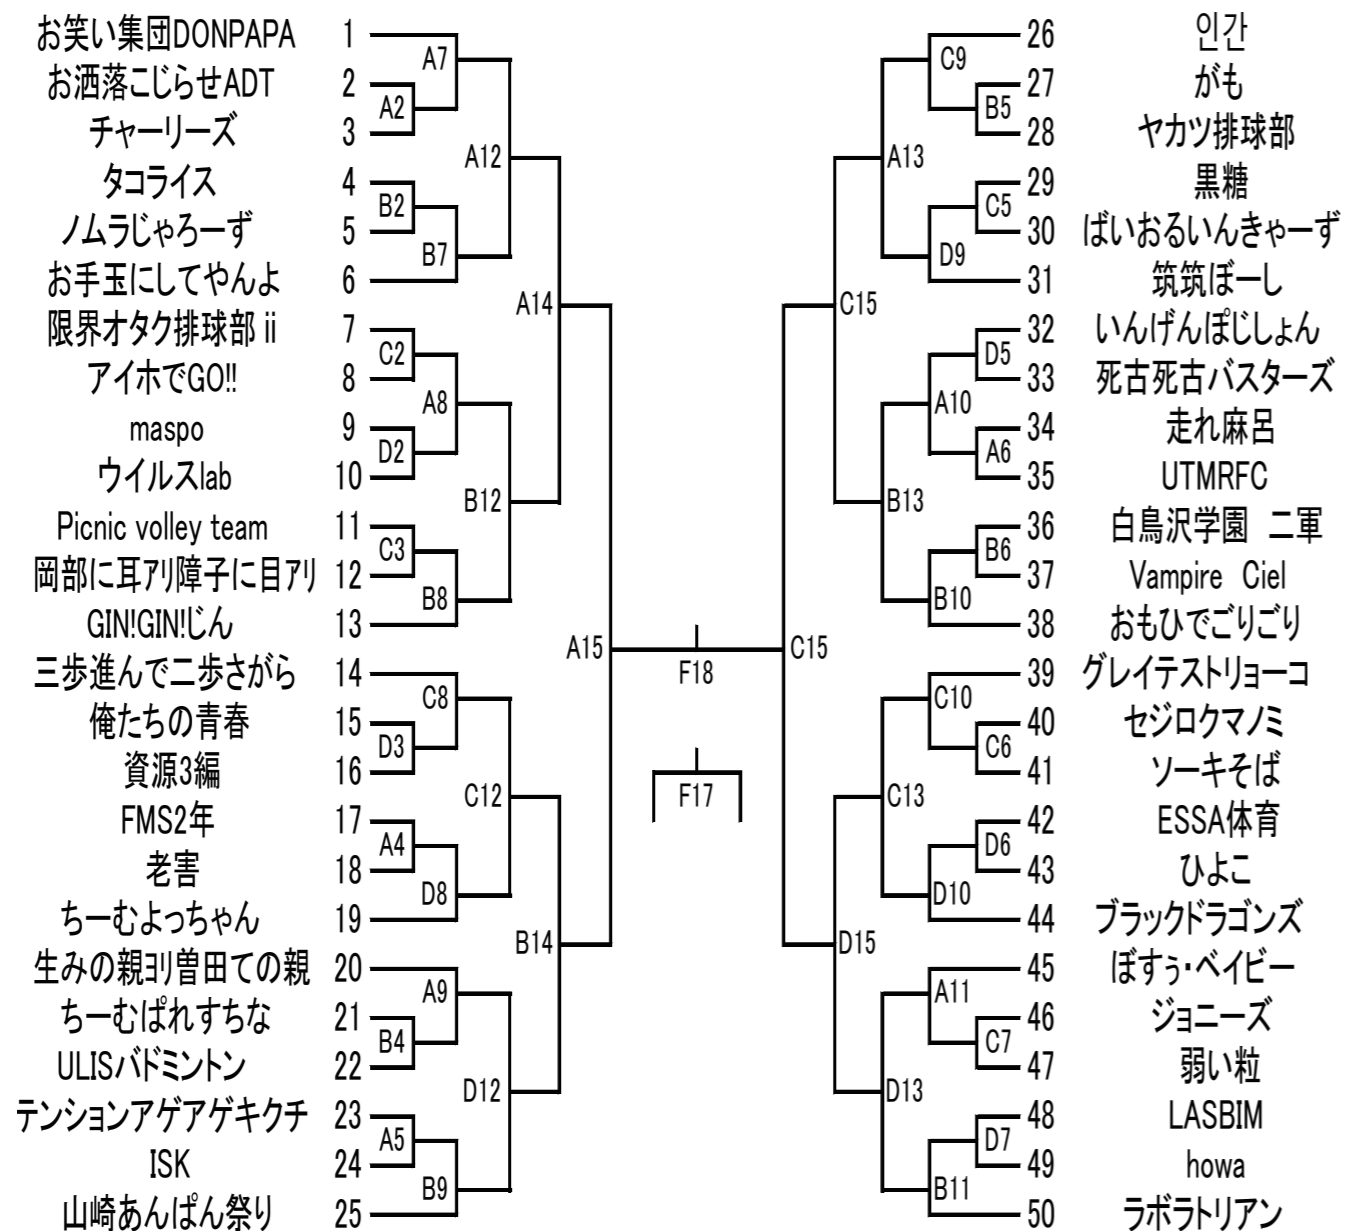 お笑い集団DONPAPA 1
お洒落こじらせADT 2
チャーリーズ 3
タコライス 4
ノムラじゃろーず 5
お手玉にしてやんよ 6
限界オタク排球部ⅱ 7
アイホでGO!! 8
maspo 9
ウイルスlab 10
Picnic volley team 11
岡部に耳アリ障子に目アリ 12
GIN!GIN!じん 13
三歩進んで二歩さがら 14
俺たちの青春 15
資源3編 16
FMS2年 17
老害 18
ちーむよっちゃん 19
生みの親ヨリ曽田ての親 20
ちーむぱれすちな 21
ULISバドミントン 22
テンションアゲアゲキクチ 23
ISK 24
山崎あんぱん祭り 25
A7
A2
B2
B7
C2
A8
D2
C3
B8
C8
D3
A4
D8
A9
B4
A5
B9
A12
B12
C12
D12
A14
B14
A15
F18
F17
C15
C15
D15
A13
B13
C13
D13
C9
B5
C5
D9
D5
A10
A6
B6
B10
C10
C6
D6
D10
A11
C7
D7
B11
26 인간
27 がも
28 ヤカツ排球部
29 黒糖
30 ばいおるいんきゃーず
31 筑筑ぼーし
32 いんげんぽじしょん
33 死古死古バスターズ
34 走れ麻呂
35 UTMRFC
36 白鳥沢学園　二軍
37 Vampire　Ciel
38 おもひでごりごり
39 グレイテストリョーコ
40 セジロクマノミ
41 ソーキそば
42 ESSA体育
43 ひよこ
44 ブラックドラゴンズ
45 ぼすぅ・ベイビー
46 ジョニーズ
47 弱い粒
48 LASBIM
49 howa
50 ラボラトリアン